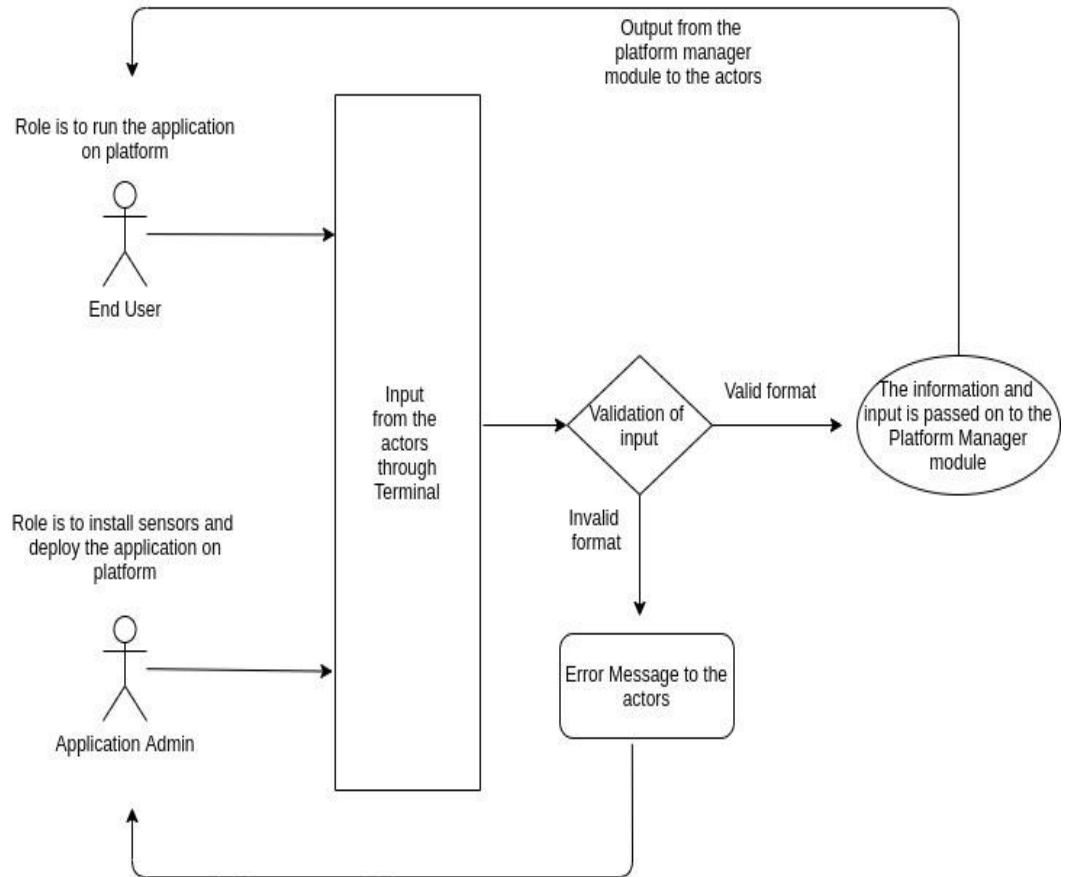 Output from the
platform manager
module to the actors
Role is to run the application
on platform
End User
Input
from the
actors
through
Terminal
Validation of
input
Valid format
The information and
input is passed on to the
Platform Manager
module
Invalid
format
Role is to install sensors and
deploy the application on
platform
Application Admin
Error Message to the
actors